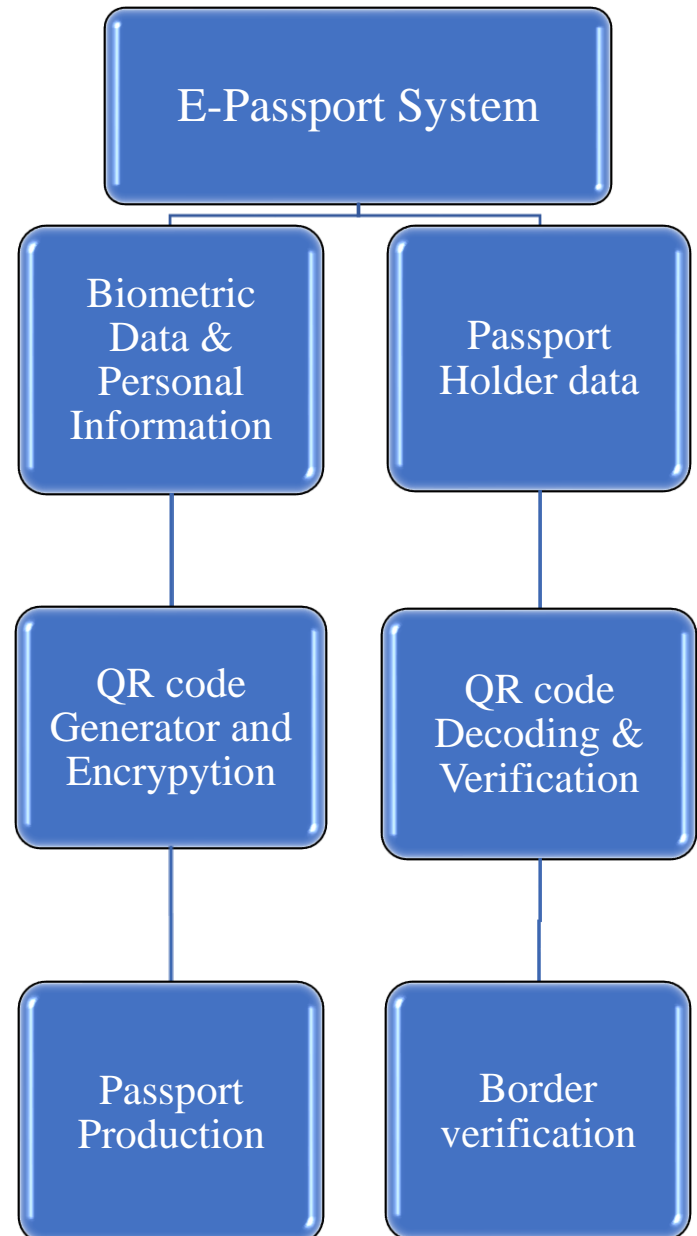 E-Passport System
Biometric
Data &
Personal
Information
Passport
Holder data
QR code
Generator and
Encrypytion
QR code
Decoding &
Verification
Passport
Production
Border
verification